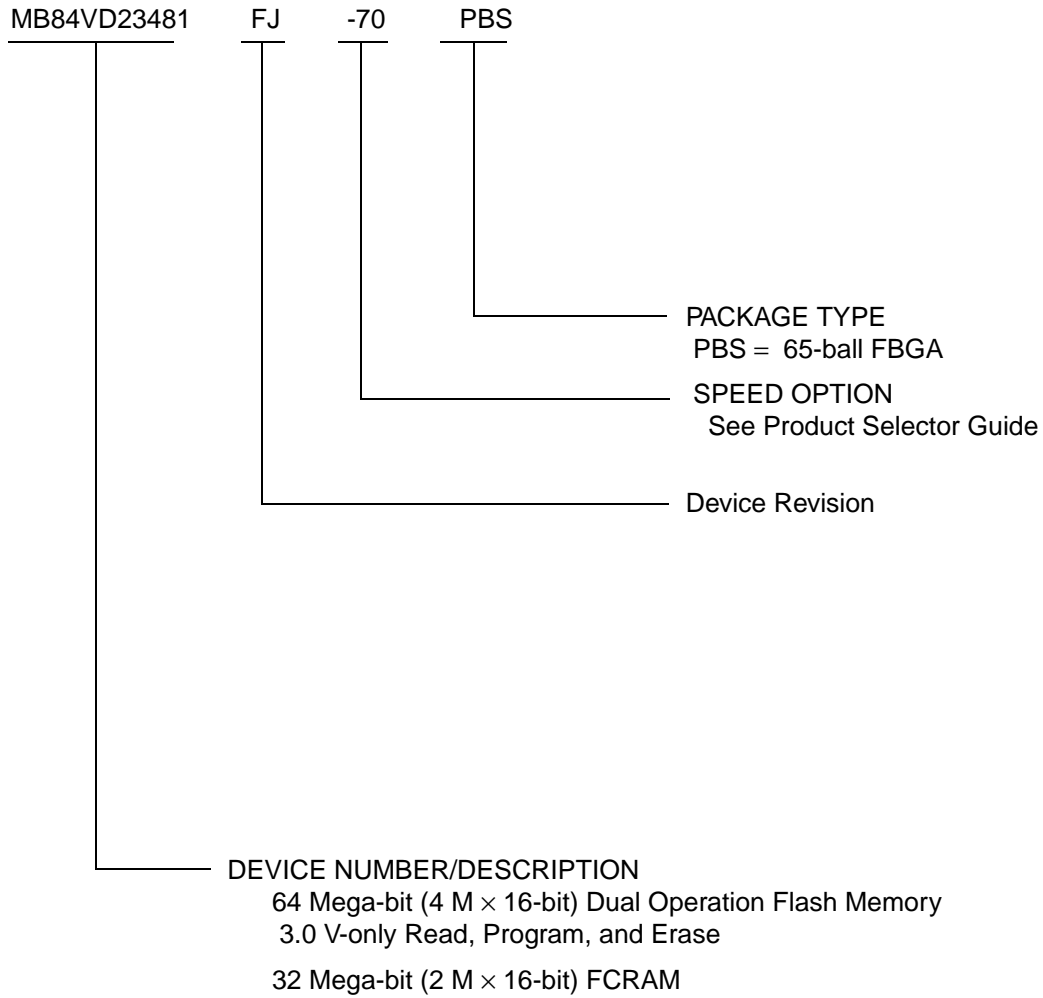 MB84VD23481 FJ -70 PBS
PACKAGE TYPE
PBS = 65-ball FBGA
SPEED OPTION
See Product Selector Guide
Device Revision
DEVICE NUMBER/DESCRIPTION
64 Mega-bit (4 M × 16-bit) Dual Operation Flash Memory
3.0 V-only Read, Program, and Erase
32 Mega-bit (2 M × 16-bit) FCRAM